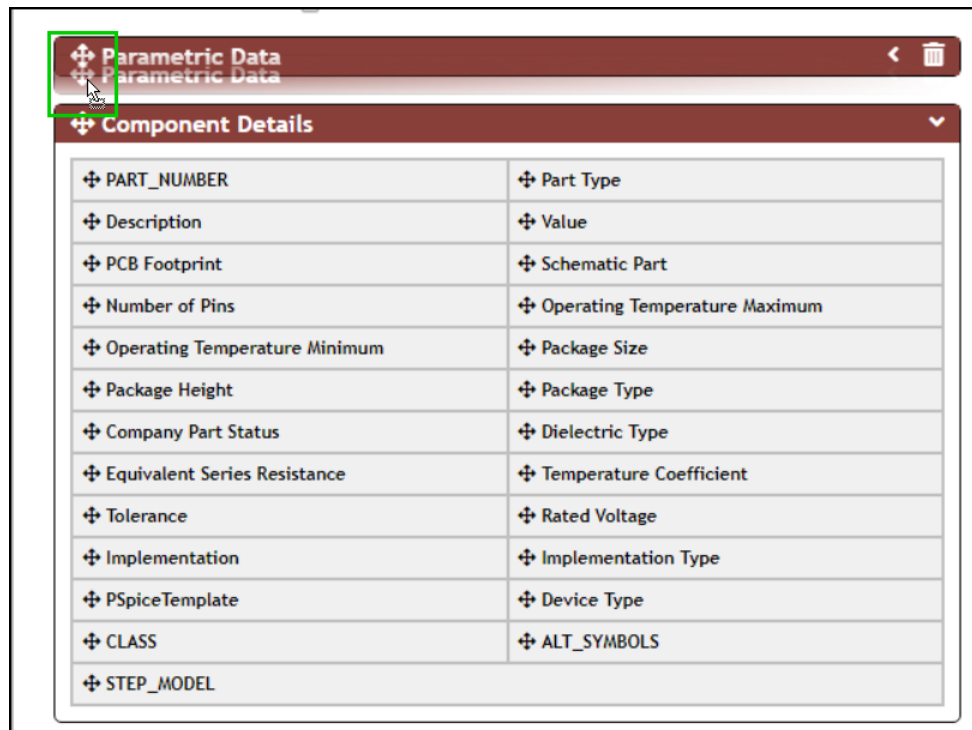 Parametric Data
Parametric Data
Component Details
PART_NUMBER Part Type
Description Value
PCB Footprint Schematic Part
Number of Pins Operating Temperature Maximum
Operating Temperature Minimum Package Size
Package Height Package Type
Company Part Status Dielectric Type
Equivalent Series Resistance Temperature Coefficient
Tolerance Rated Voltage
Implementation Implementation Type
PSpiceTemplate Device Type
CLASS ALT_SYMBOLS
STEP_MODEL